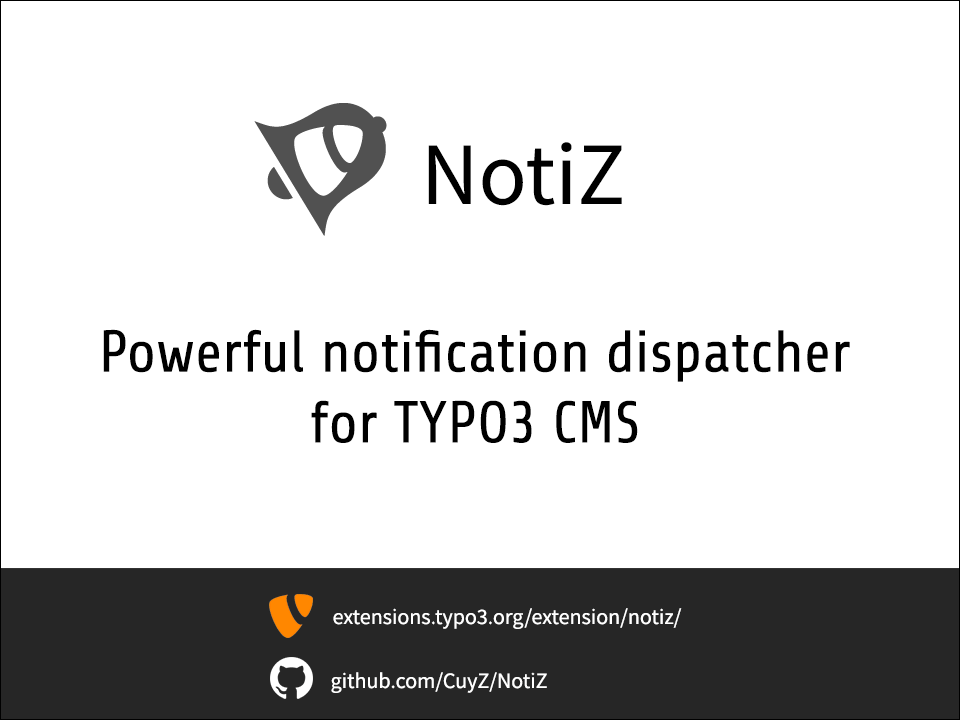 NotiZ
Powerful notification dispatcher
for TYPO3 CMS
extensions.typo3.org/extension/notiz/
github.com/CuyZ/NotiZ